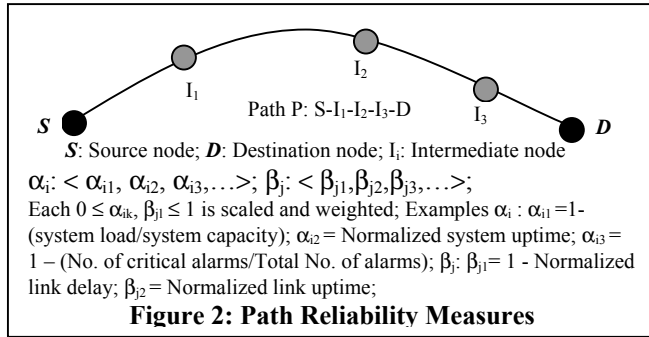 I₂
I₁
Path P: S-I₁-I₂-I₃-D
I₃
S
D
S: Source node; D: Destination node; Iᵢ: Intermediate node
αᵢ: < αᵢ₁, αᵢ₂, αᵢ₃,…>; βⱼ: < βⱼ₁,βⱼ₂,βⱼ₃,…>;
Each 0 ≤ αᵢₖ, βⱼₗ ≤ 1 is scaled and weighted; Examples αᵢ : αᵢ₁ =1-
(system load/system capacity); αᵢ₂ = Normalized system uptime; αᵢ₃ =
1 – (No. of critical alarms/Total No. of alarms); βⱼ: βⱼ₁= 1 - Normalized
link delay; βⱼ₂ = Normalized link uptime;
Figure 2: Path Reliability Measures